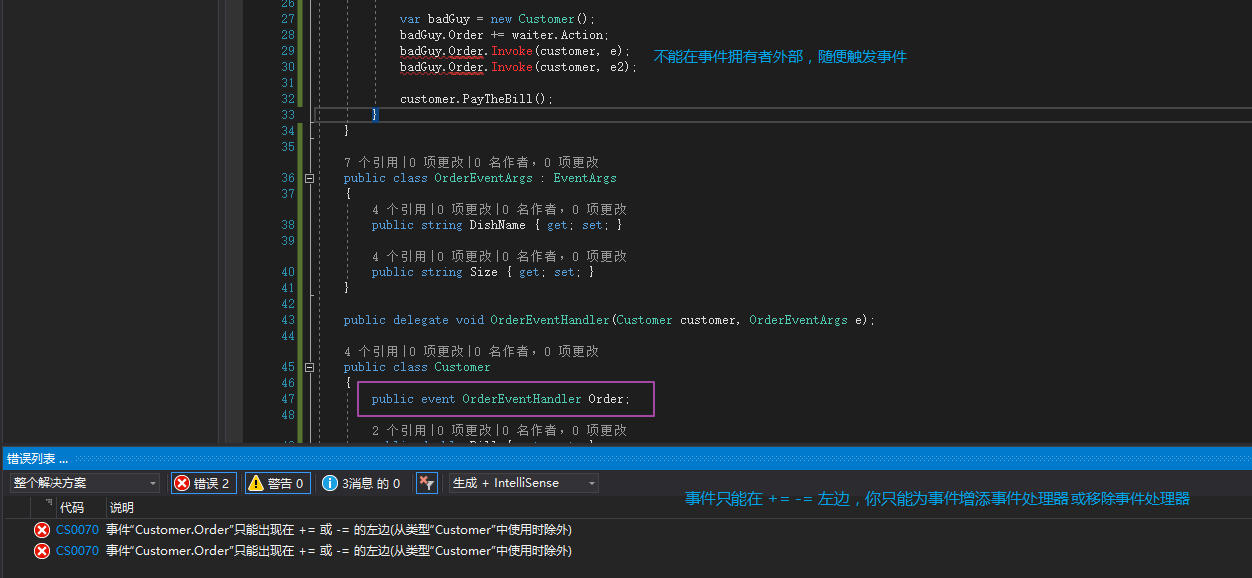 26
27 var badGuy = new Customer();
28 badGuy.Order += waiter.Action;
29 badGuy.Order.Invoke(customer, e); 不能在事件拥有者外部，随便触发事件
30 badGuy.Order.Invoke(customer, e2);
31
32 customer.PayTheBill();
33 }
34 }
35
7 个引用|0 项更改|0 名作者，0 项更改
36 public class OrderEventArgs : EventArgs
37 {
4 个引用|0 项更改|0 名作者，0 项更改
38 public string DishName { get; set; }
39
4 个引用|0 项更改|0 名作者，0 项更改
40 public string Size { get; set; }
41 }
42
43 public delegate void OrderEventHandler(Customer customer, OrderEventArgs e);
44
4 个引用|0 项更改|0 名作者，0 项更改
45 public class Customer
46 {
47 public event OrderEventHandler Order;
48
2 个引用|0 项更改|0 名作者，0 项更改
错误列表 ...
整个解决方案 错误 2 警告 0 3消息 的 0 生成 + IntelliSense
事件只能在 += -= 左边，你只能为事件增添事件处理器或移除事件处理器
代码 说明
CS0070 事件“Customer.Order”只能出现在 += 或 -= 的左边(从类型“Customer”中使用时除外)
CS0070 事件“Customer.Order”只能出现在 += 或 -= 的左边(从类型“Customer”中使用时除外)